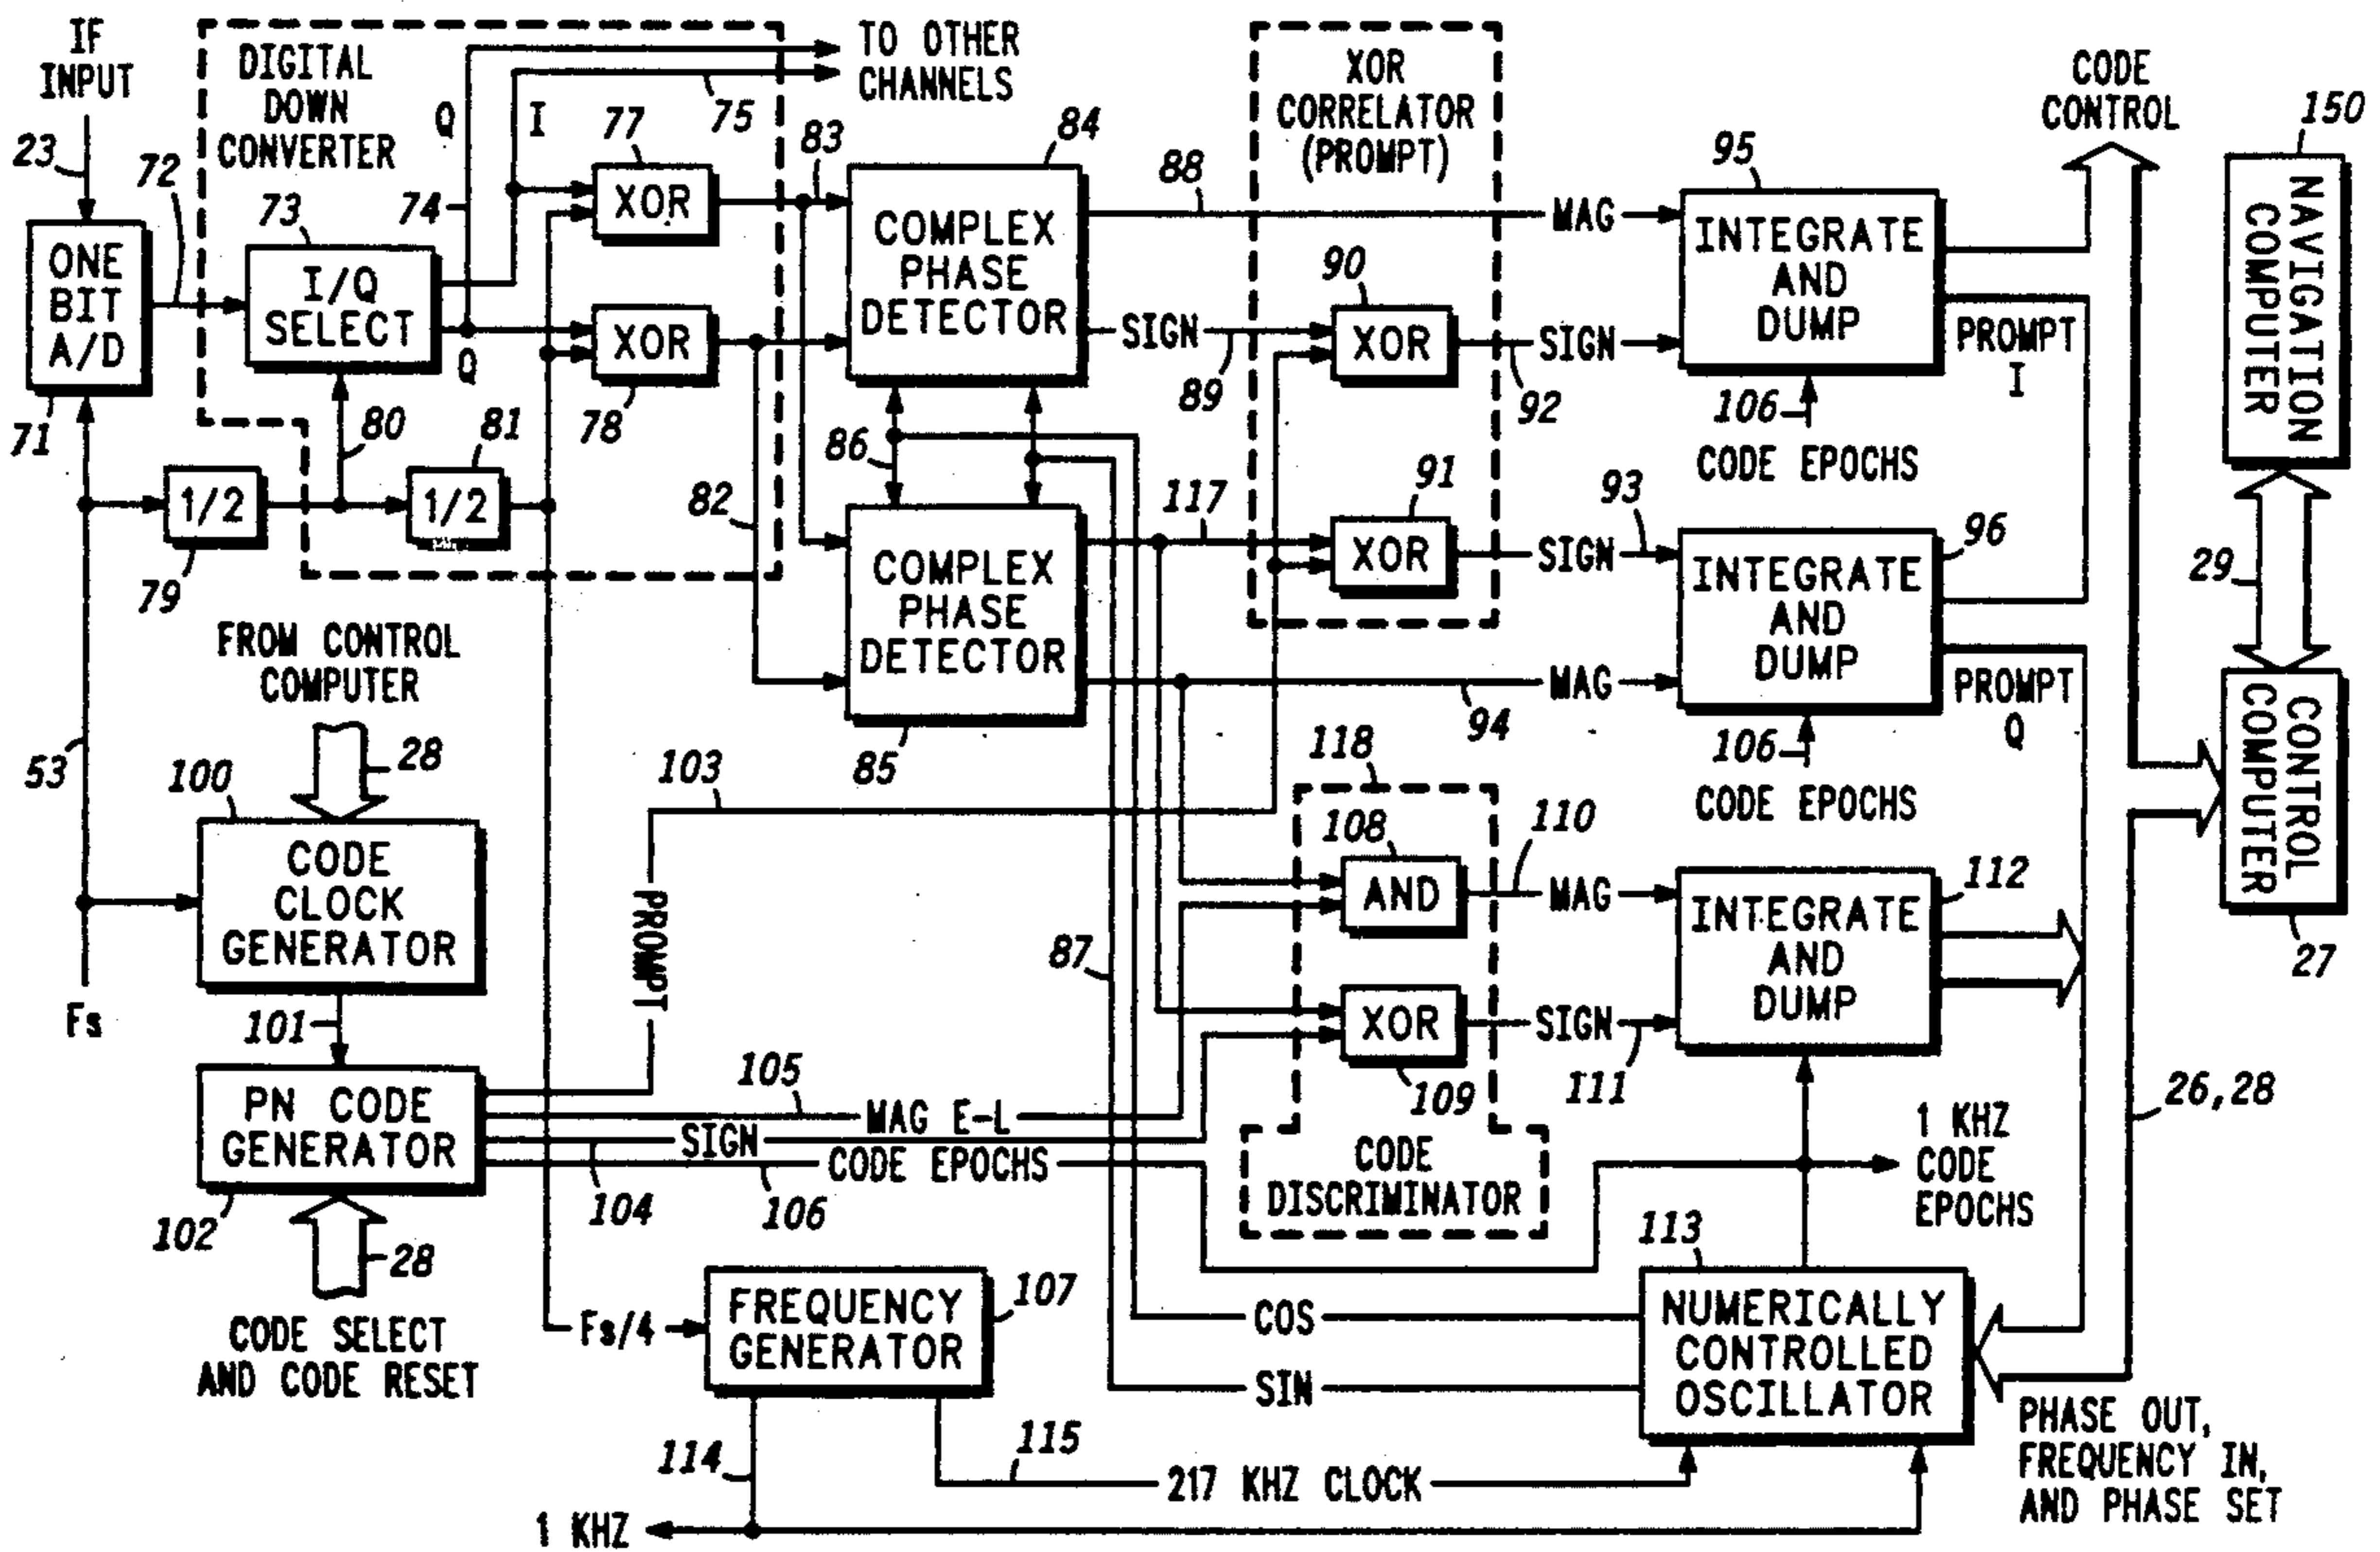 IF
INPUT
23
72
DIGITAL
DOWN
CONVERTER
Q
I
TO OTHER
CHANNELS
75
77
XOR
83
84
73
74
I/Q
SELECT
Q
ONE
BIT
A/D
71
XOR
78
80
81
1/2
79
1/2
82
COMPLEX
PHASE
DETECTOR
86
COMPLEX
PHASE
DETECTOR
85
88
SIGN
89
117
XOR
CORRELATOR
(PROMPT)
90
XOR
91
XOR
MAG
SIGN
92
SIGN
93
MAG
94
95
INTEGRATE
AND
DUMP
106
CODE EPOCHS
PROMPT
I
96
INTEGRATE
AND
DUMP
106
CODE EPOCHS
PROMPT
Q
CODE
CONTROL
150
NAVIGATION
COMPUTER
29
CONTROL
COMPUTER
27
FROM CONTROL
COMPUTER
28
53
100
CODE
CLOCK
GENERATOR
Fs
101
PN CODE
GENERATOR
102
28
CODE SELECT
AND CODE RESET
103
PROMPT
105
MAG E-L
SIGN
104
CODE EPOCHS
106
87
118
108
AND
110
MAG
XOR
109
SIGN
111
CODE
DISCRIMINATOR
112
INTEGRATE
AND
DUMP
1 KHZ
CODE
EPOCHS
26,28
Fs/4
FREQUENCY
GENERATOR
107
COS
SIN
113
NUMERICALLY
CONTROLLED
OSCILLATOR
PHASE OUT,
FREQUENCY IN,
AND PHASE SET
114
115
217 KHZ CLOCK
1 KHZ